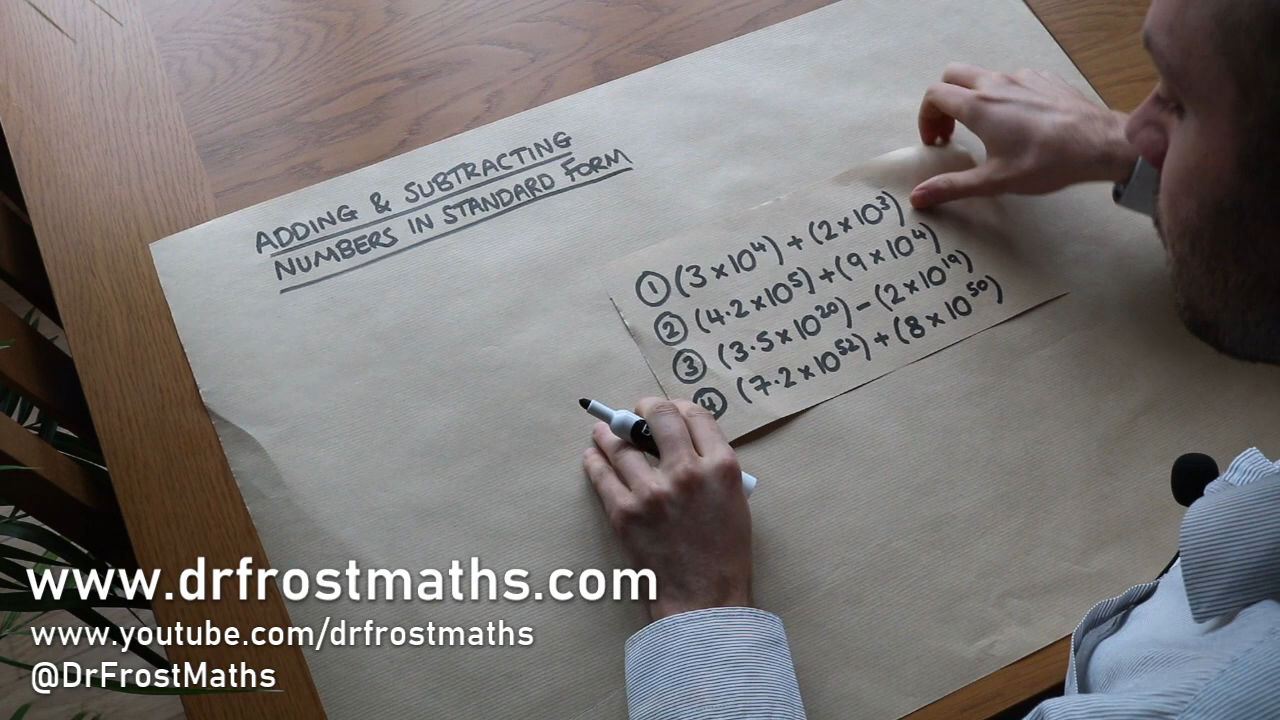 ADDING & SUBTRACTING
NUMBERS IN STANDARD FORM
① (3 × 10⁴) + (2 × 10³)
② (4·2 × 10⁵) + (9 × 10⁴)
③ (3·5 × 10²⁰) − (2 × 10¹⁹)
④ (7·2 × 10⁵²) + (8 × 10⁵⁰)
www.drfrostmaths.com
www.youtube.com/drfrostmaths
@DrFrostMaths